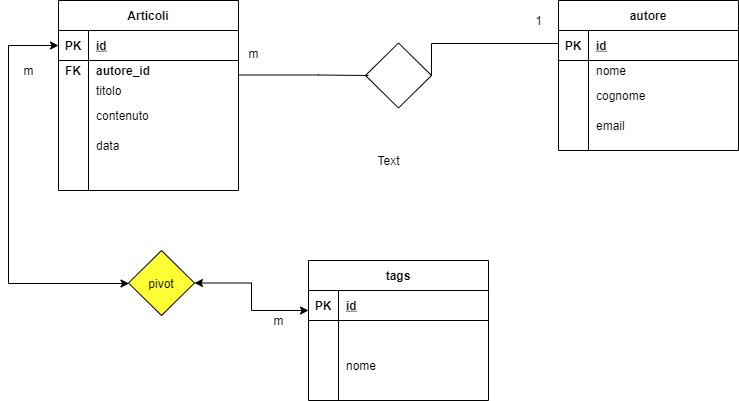 Articoli
PK id
FK autore_id
titolo
contenuto
data
m
m
1
autore
PK id
nome
cognome
email
Text
pivot
m
tags
PK id
nome